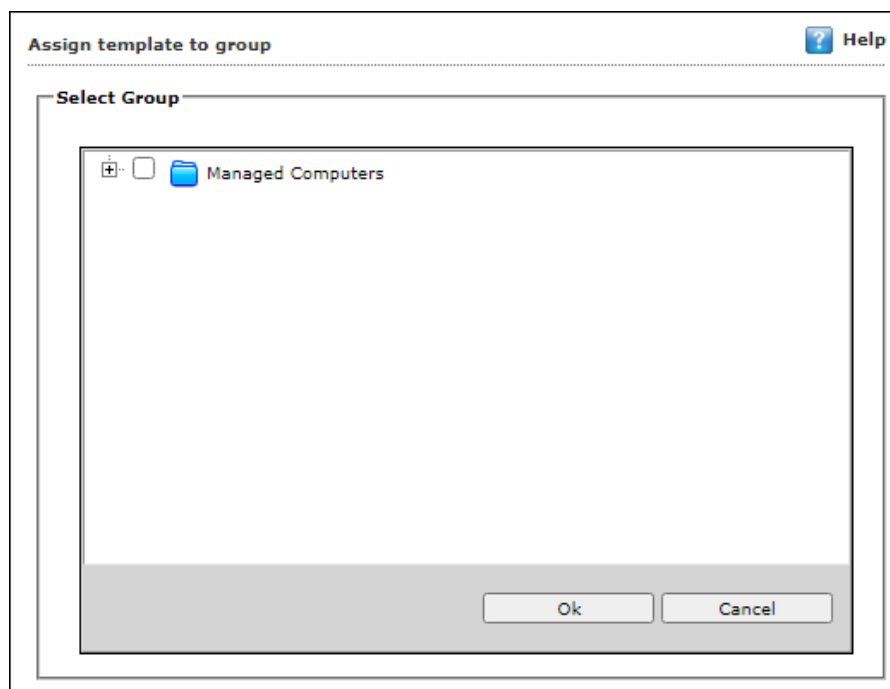 Assign template to group
? Help
Select Group
Managed Computers
Ok Cancel